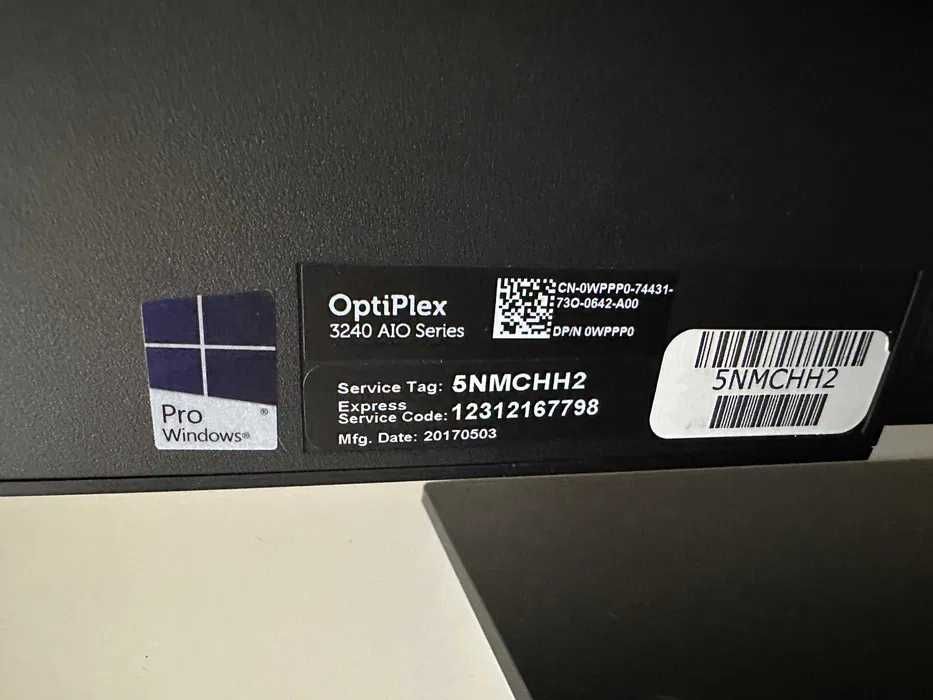 OptiPlex
3240 AIO Series
CN-0WPPP0-74431-
73O-0642-A00
DP/N 0WPPP0
Service Tag: 5NMCHH2
Express
Service Code: 12312167798
Mfg. Date: 20170503
Pro ®
Windows®
5NMCHH2